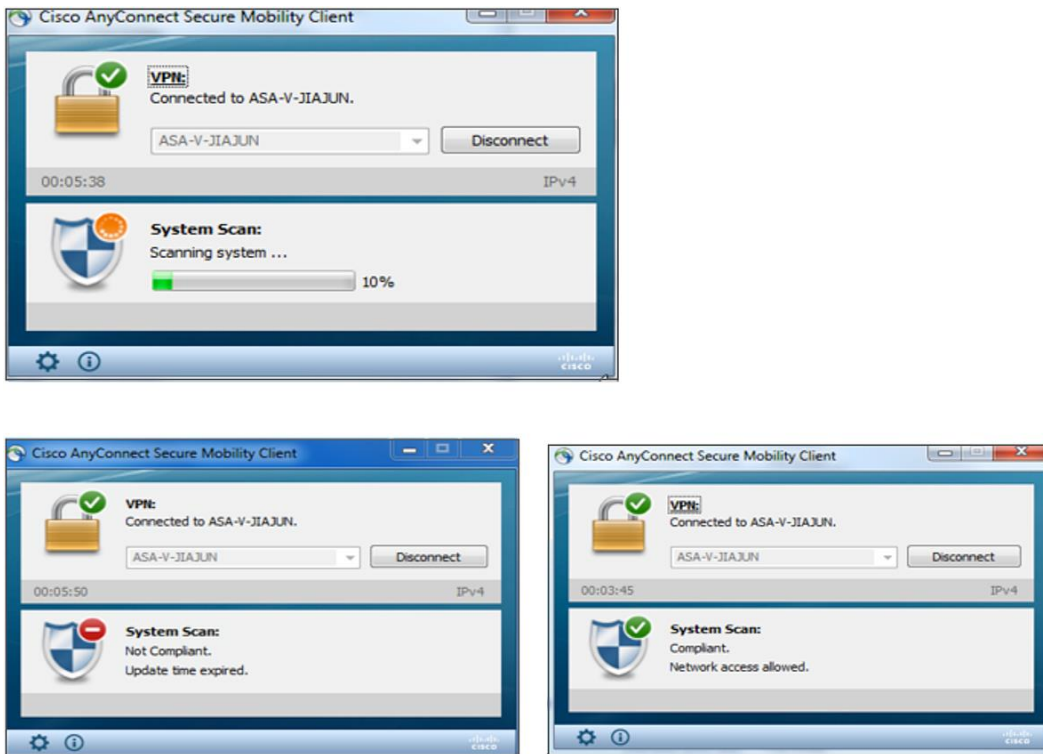 Cisco AnyConnect Secure Mobility Client
VPN:
Connected to ASA-V-JIAJUN.
ASA-V-JIAJUN
Disconnect
00:05:38
IPv4
System Scan:
Scanning system ...
10%
CISCO
Cisco AnyConnect Secure Mobility Client
VPN:
Connected to ASA-V-JIAJUN.
ASA-V-JIAJUN
Disconnect
00:05:50
IPv4
System Scan:
Not Compliant.
Update time expired.
CISCO
Cisco AnyConnect Secure Mobility Client
VPN:
Connected to ASA-V-JIAJUN.
ASA-V-JIAJUN
Disconnect
00:03:45
IPv4
System Scan:
Compliant.
Network access allowed.
CISCO